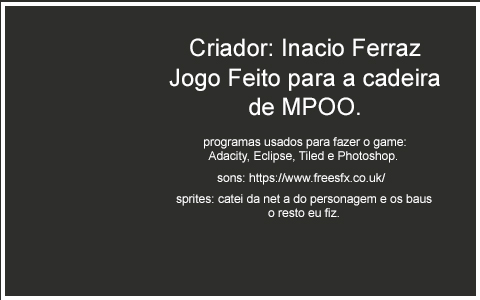 Criador: Inacio Ferraz
Jogo Feito para a cadeira
de MPOO.
programas usados para fazer o game:
Adacity, Eclipse, Tiled e Photoshop.
sons: https://www.freesfx.co.uk/
sprites: catei da net a do personagem e os baus
o resto eu fiz.